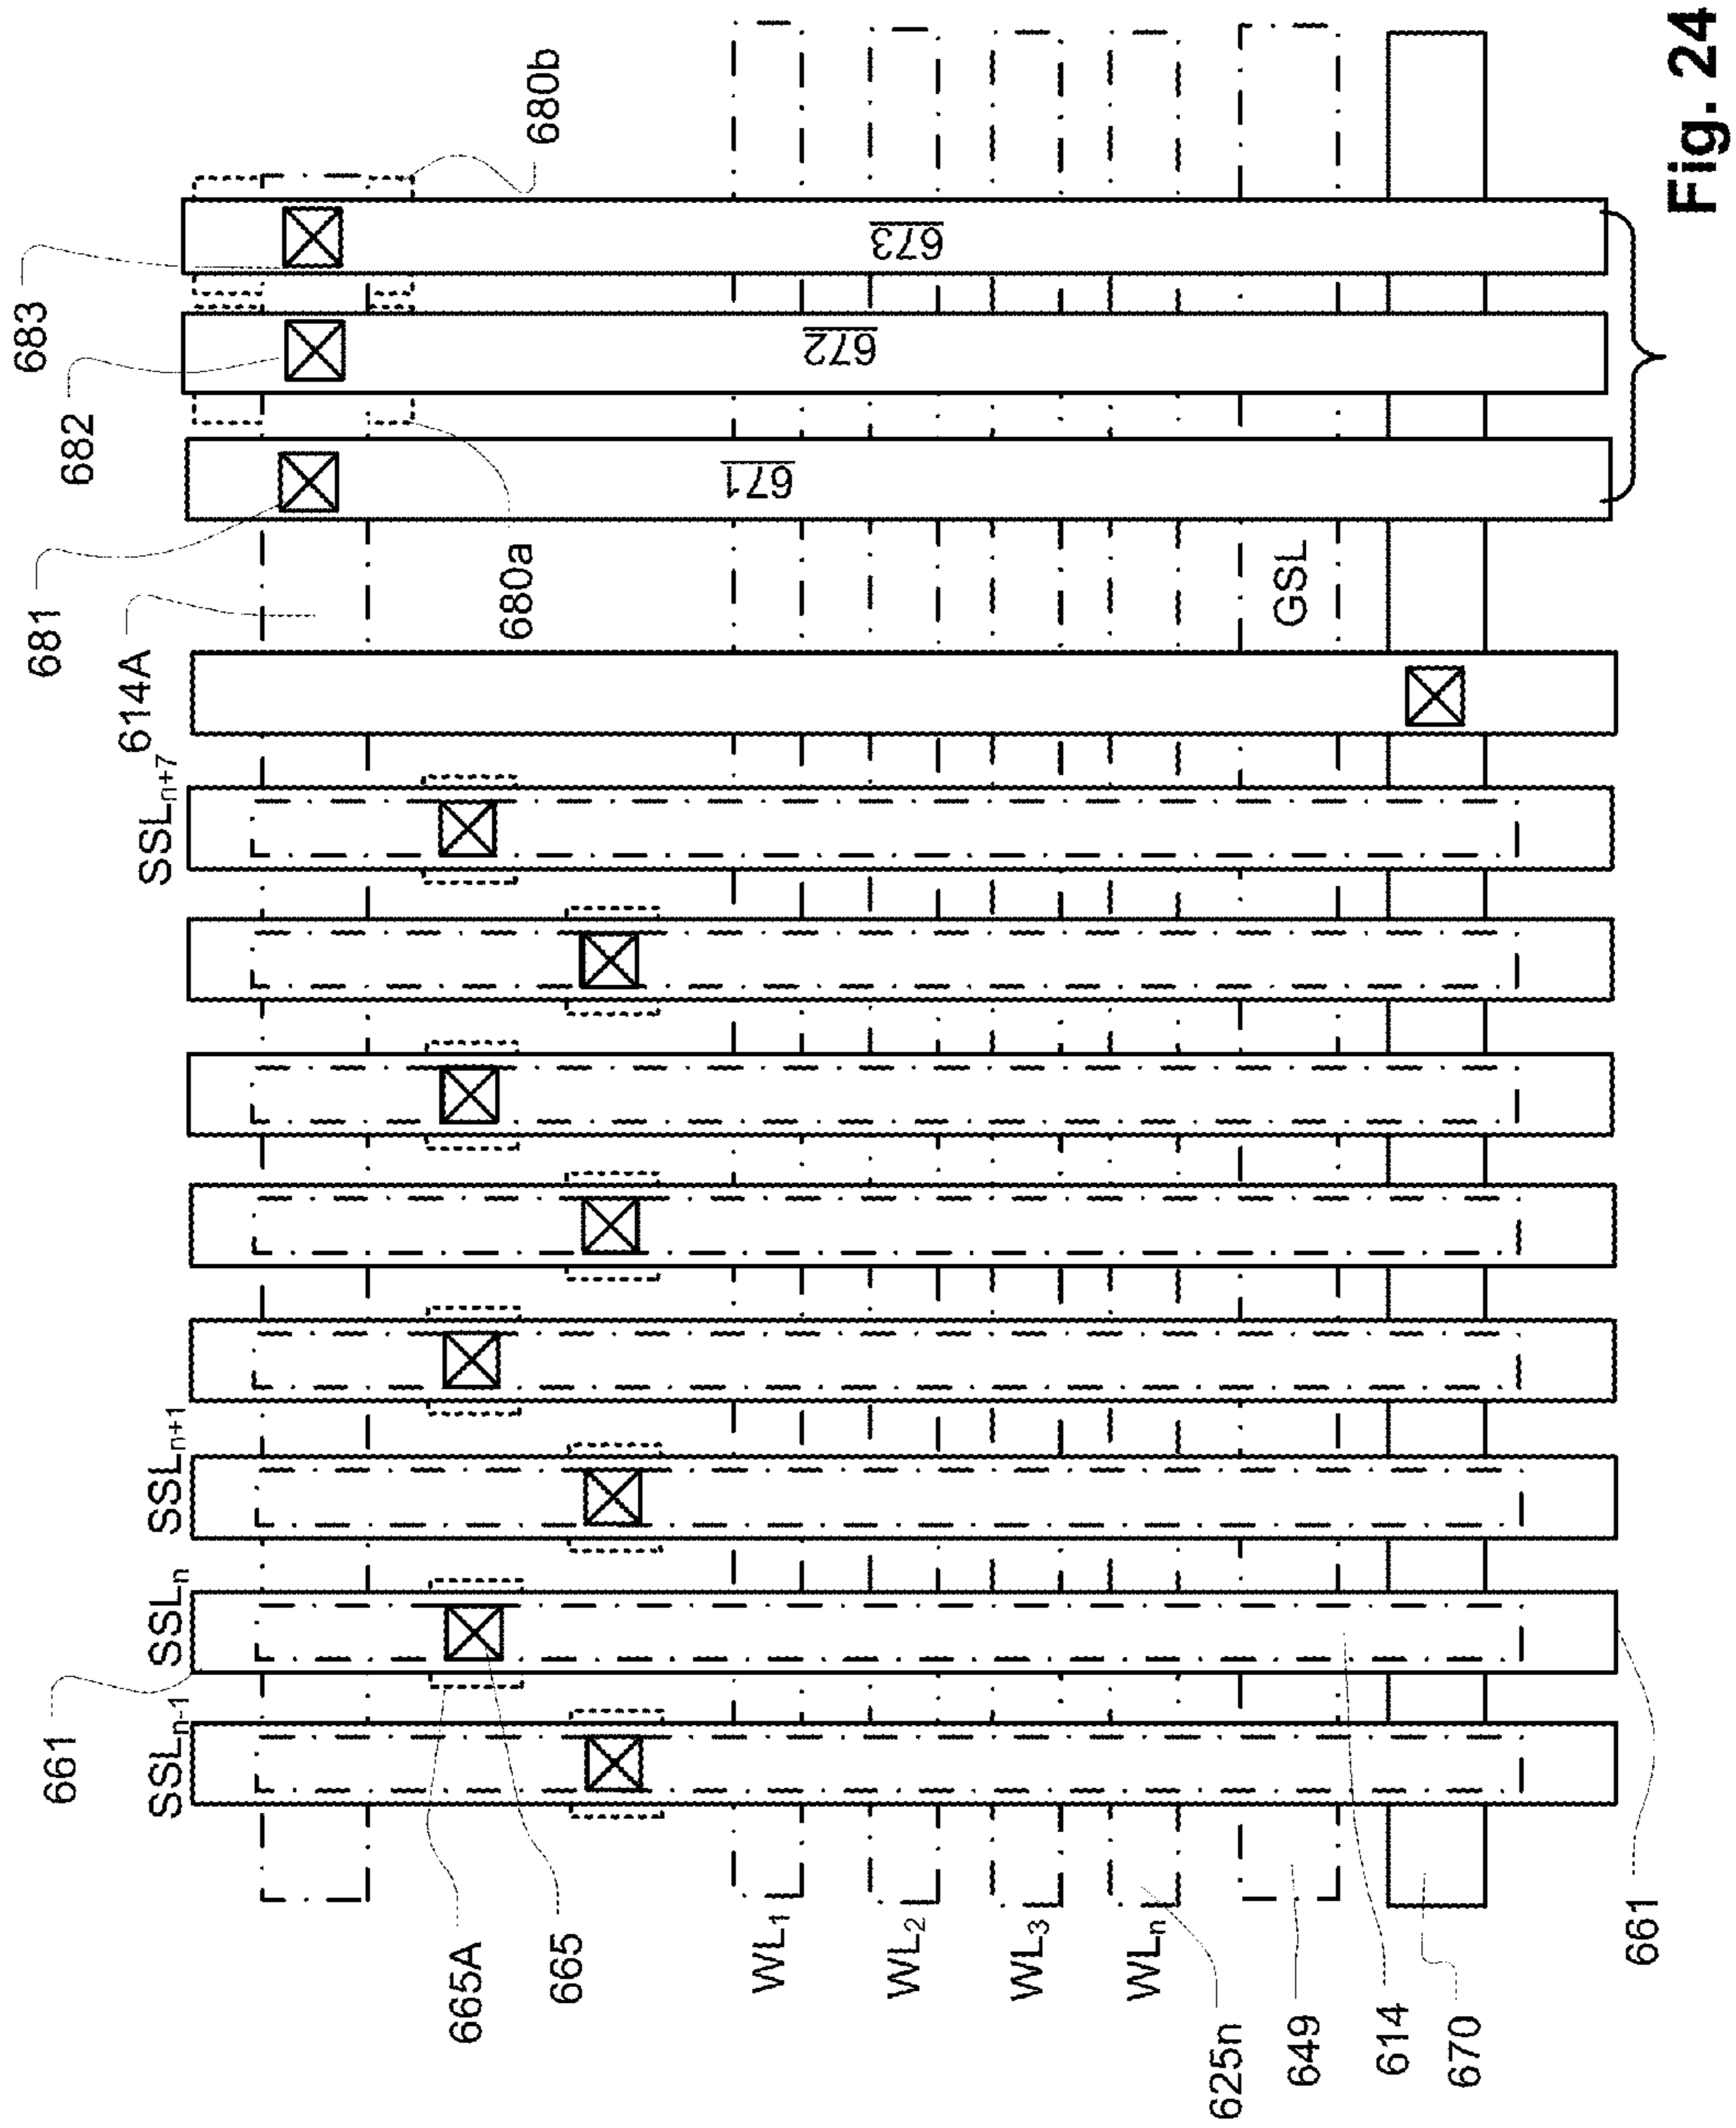 661
SSLn-1
SSLn
SSLn+1
SSLn+7
614A
681
682
683
680a
680b
671
672
673
665A
665
WL1
WL2
WL3
WLn
GSL
625n
649
614
670
661
Fig. 24